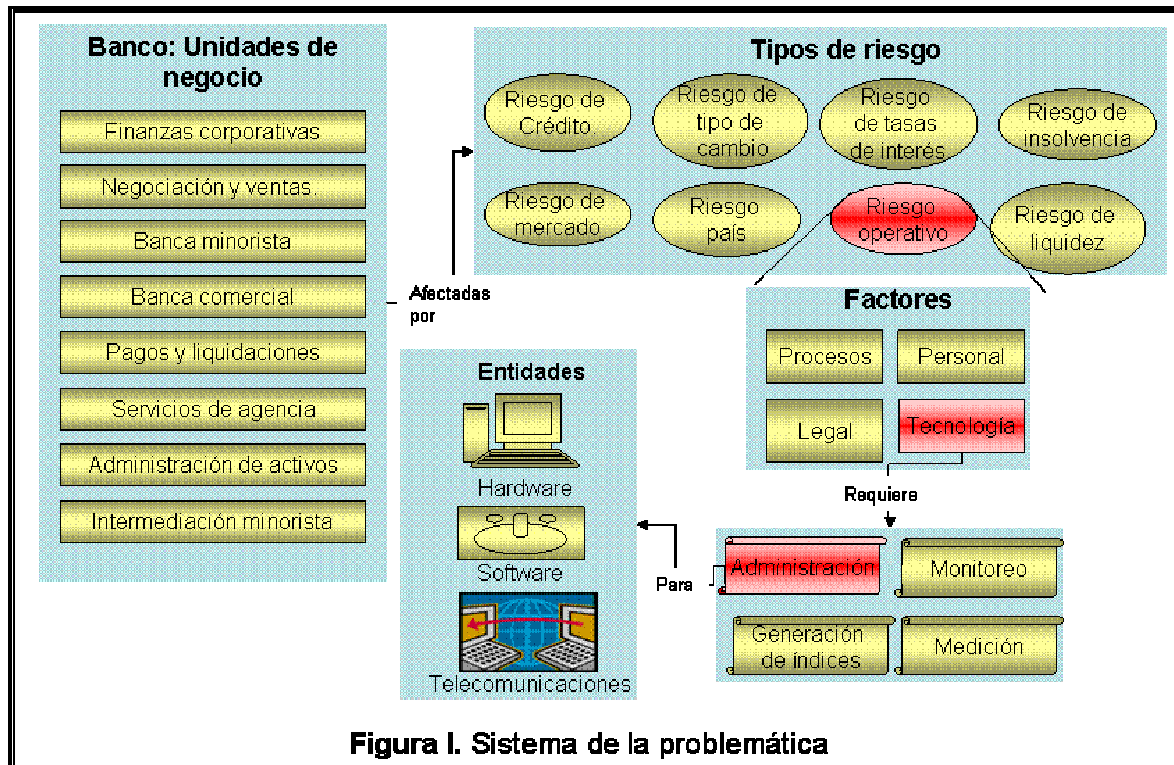 Banco: Unidades de
negocio
Finanzas corporativas
Negociación y ventas.
Banca minorista
Banca comercial
Pagos y liquidaciones
Servicios de agencia
Administración de activos
Intermediación minorista
Afectadas
por
Tipos de riesgo
Riesgo de
Crédito
Riesgo de
tipo de
cambio
Riesgo
de tasas
de interés
Riesgo de
insolvencia
Riesgo de
mercado
Riesgo
país
Riesgo
operativo
Riesgo de
liquidez
Factores
Procesos
Personal
Legal
Tecnología
Requiere
Administración
Monitoreo
Generación
de índices
Medición
Para
Entidades
Hardware
Software
Telecomunicaciones
Figura I. Sistema de la problemática